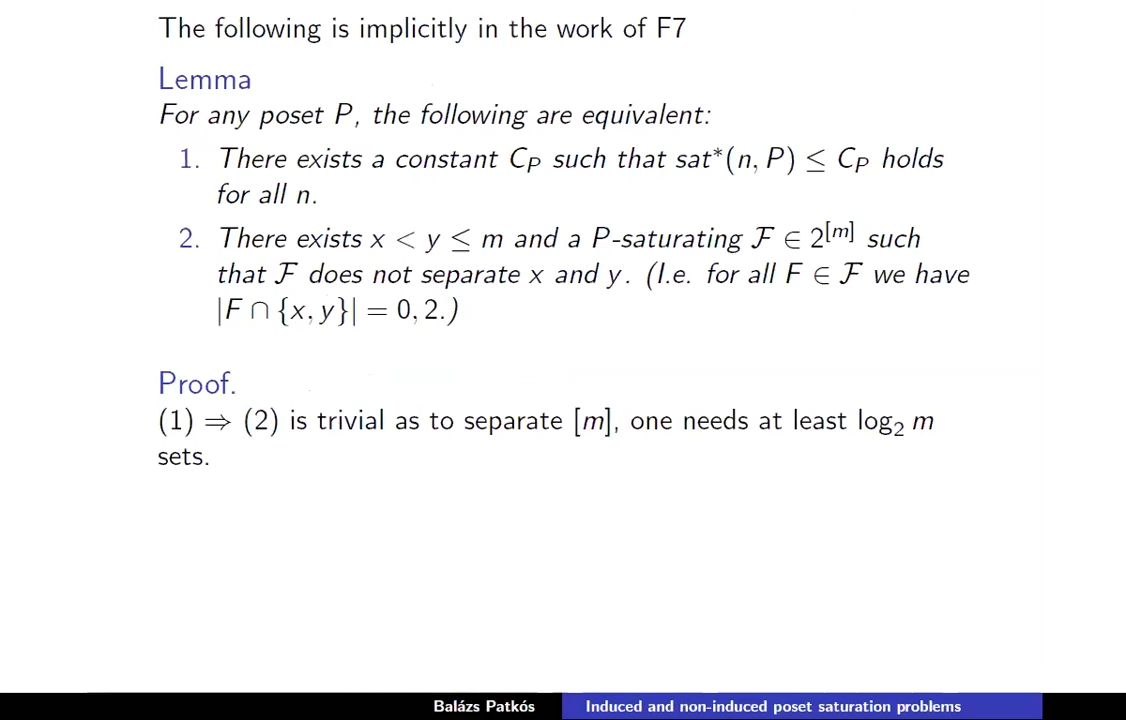 The following is implicitly in the work of F7
Lemma
For any poset P, the following are equivalent:
1. There exists a constant C_P such that sat*(n, P) ≤ C_P holds
for all n.
2. There exists x < y ≤ m and a P-saturating ℱ ∈ 2^[m] such
that ℱ does not separate x and y. (I.e. for all F ∈ ℱ we have
|F ∩ {x, y}| = 0, 2.)
Proof.
(1) ⇒ (2) is trivial as to separate [m], one needs at least log₂ m
sets.
Balázs Patkós
Induced and non-induced poset saturation problems